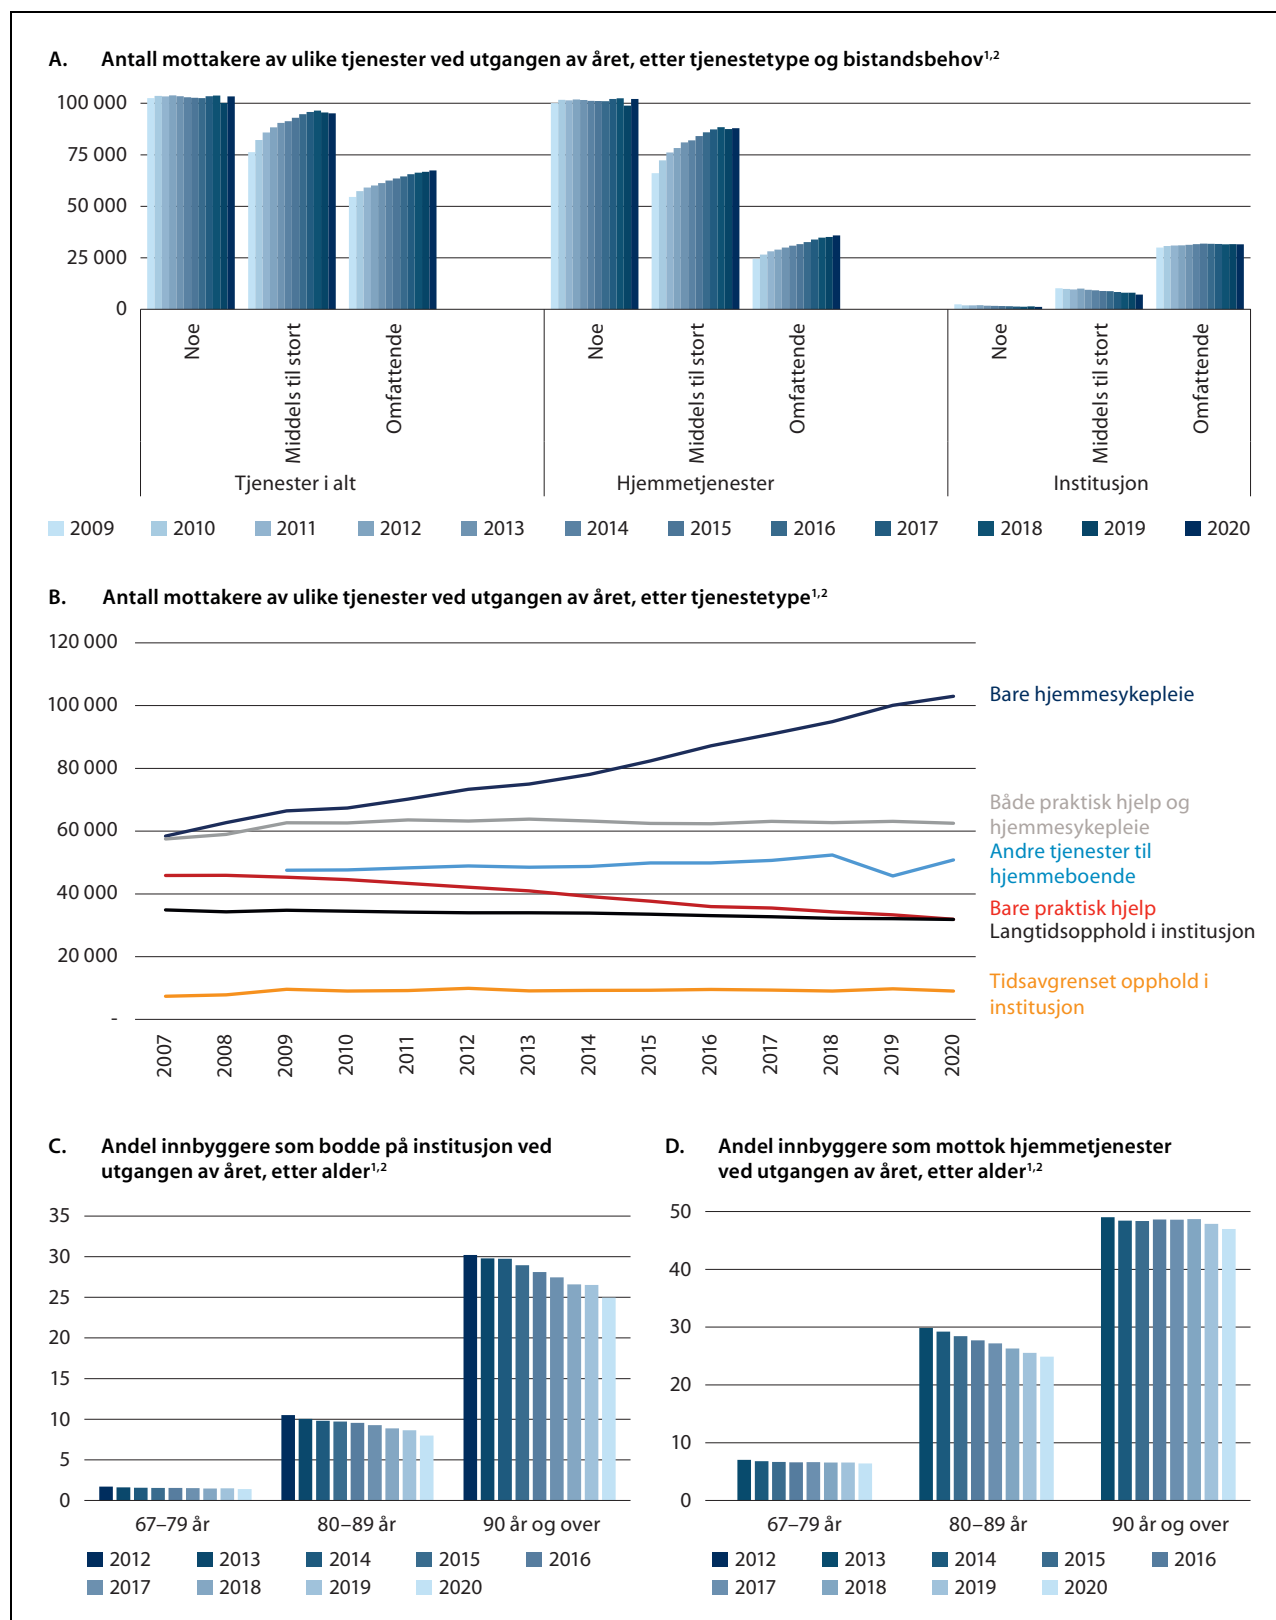 A. Antall mottakere av ulike tjenester ved utgangen av året, etter tjenestetype og bistandsbehov1,2
100 000
75 000
50 000
25 000
0
Noe
Middels til stort
Omfattende
Noe
Middels til stort
Omfattende
Noe
Middels til stort
Omfattende
Tjenester i alt
Hjemmetjenester
Institusjon
2009 2010 2011 2012 2013 2014 2015 2016 2017 2018 2019 2020
B. Antall mottakere av ulike tjenester ved utgangen av året, etter tjenestetype1,2
120 000
100 000
80 000
60 000
40 000
20 000
-
Bare hjemmesykepleie
Både praktisk hjelp og
hjemmesykepleie
Andre tjenester til
hjemmeboende
Bare praktisk hjelp
Langtidsopphold i institusjon
Tidsavgrenset opphold i
institusjon
2007
2008
2009
2010
2011
2012
2013
2014
2015
2016
2017
2018
2019
2020
C. Andel innbyggere som bodde på institusjon ved
utgangen av året, etter alder1,2
35
30
25
20
15
10
5
0
67–79 år
80–89 år
90 år og over
2012 2013 2014 2015 2016
2017 2018 2019 2020
D. Andel innbyggere som mottok hjemmetjenester
ved utgangen av året, etter alder1,2
50
40
30
20
10
0
67–79 år
80–89 år
90 år og over
2012 2013 2014 2015 2016
2017 2018 2019 2020